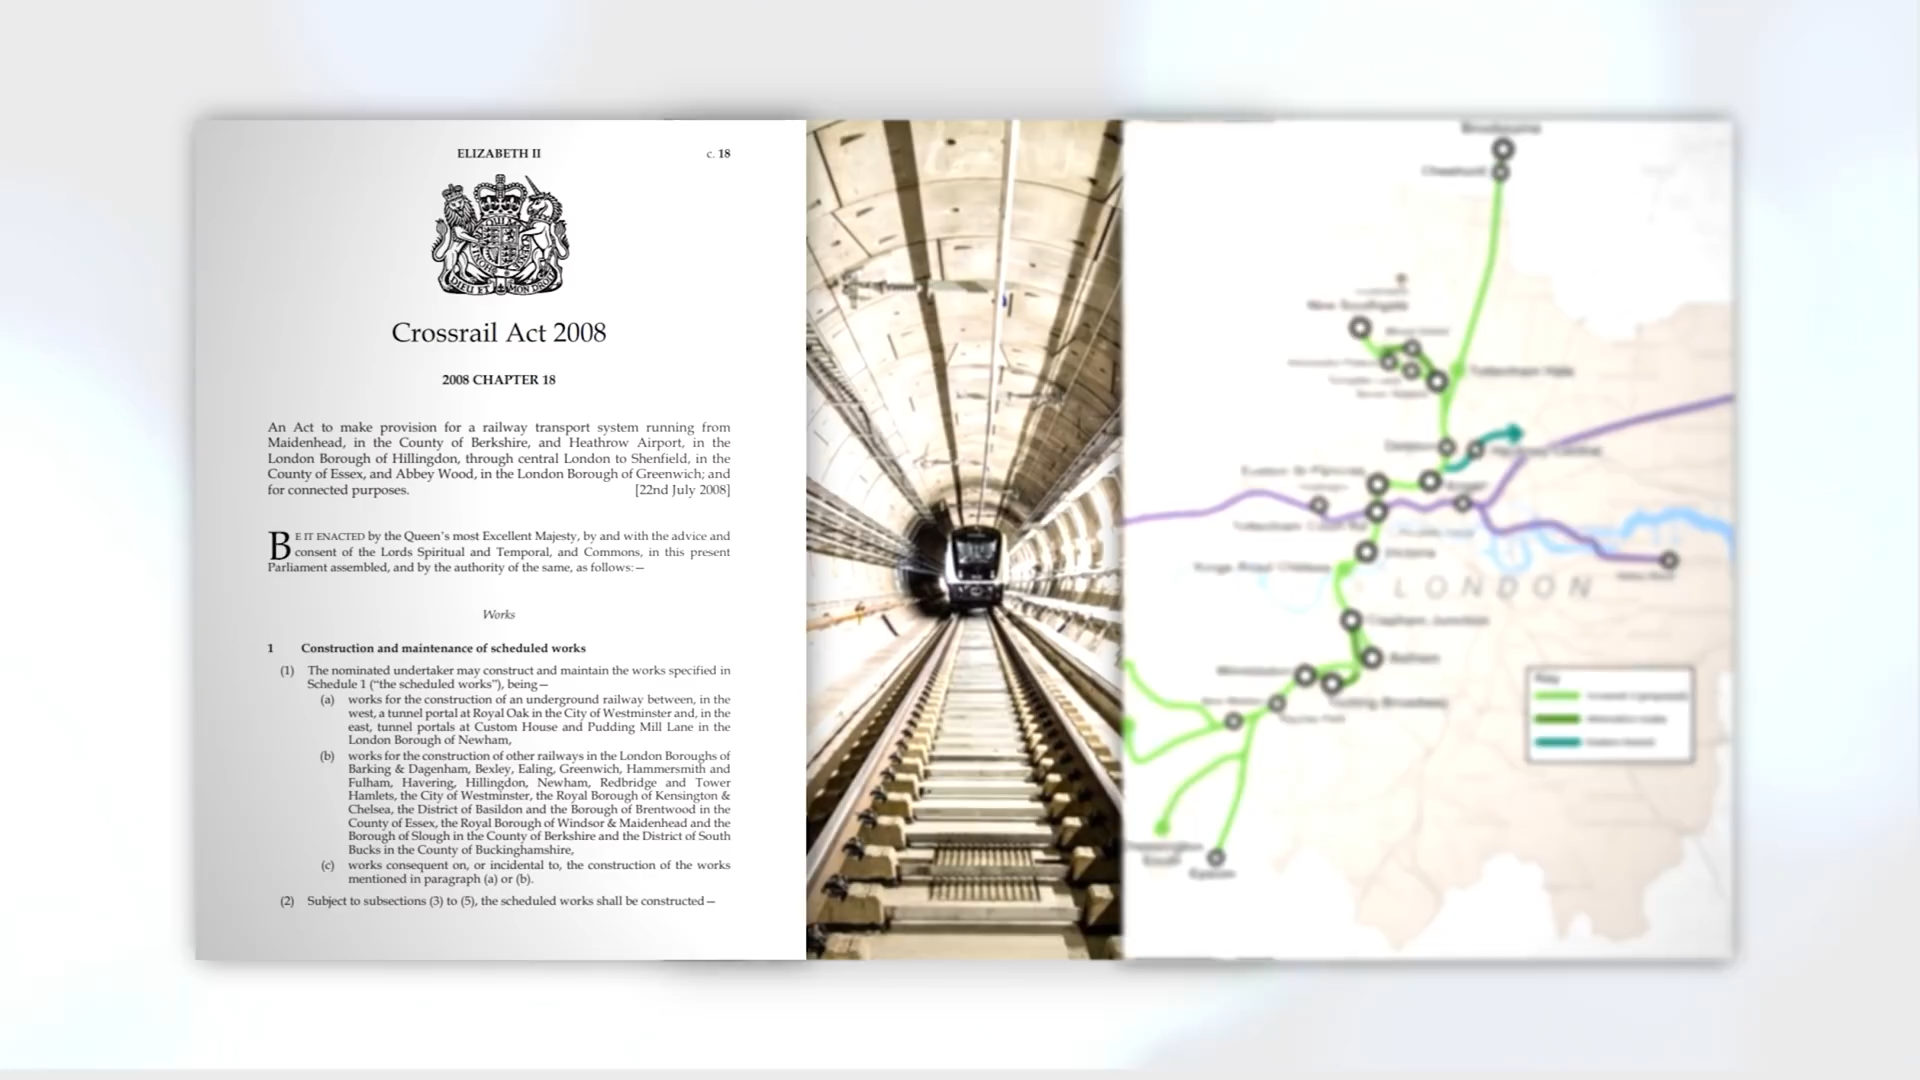 ELIZABETH II
c. 18
DIEU ET MON DROIT
Crossrail Act 2008
2008 CHAPTER 18
An Act to make provision for a railway transport system running from
Maidenhead, in the County of Berkshire, and Heathrow Airport, in the
London Borough of Hillingdon, through central London to Shenfield, in the
County of Essex, and Abbey Wood, in the London Borough of Greenwich; and
for connected purposes. [22nd July 2008]
BE IT ENACTED by the Queen's most Excellent Majesty, by and with the advice and
consent of the Lords Spiritual and Temporal, and Commons, in this present
Parliament assembled, and by the authority of the same, as follows:—
Works
1 Construction and maintenance of scheduled works
(1) The nominated undertaker may construct and maintain the works specified in
Schedule 1 ("the scheduled works"), being—
(a) works for the construction of an underground railway between, in the
west, a tunnel portal at Royal Oak in the City of Westminster and, in the
east, tunnel portals at Custom House and Pudding Mill Lane in the
London Borough of Newham,
(b) works for the construction of other railways in the London Boroughs of
Barking & Dagenham, Bexley, Ealing, Greenwich, Hammersmith and
Fulham, Havering, Hillingdon, Newham, Redbridge and Tower
Hamlets, the City of Westminster, the Royal Borough of Kensington &
Chelsea, the District of Basildon and the Borough of Brentwood in the
County of Essex, the Royal Borough of Windsor & Maidenhead and the
Borough of Slough in the County of Berkshire and the District of South
Bucks in the County of Buckinghamshire,
(c) works consequent on, or incidental to, the construction of the works
mentioned in paragraph (a) or (b).
(2) Subject to subsections (3) to (5), the scheduled works shall be constructed—
New Southgate
Tottenham Hale
Victoria
LONDON
Clapham Junction
Balham
Wimbledon
Tooting Broadway
Epsom
Key